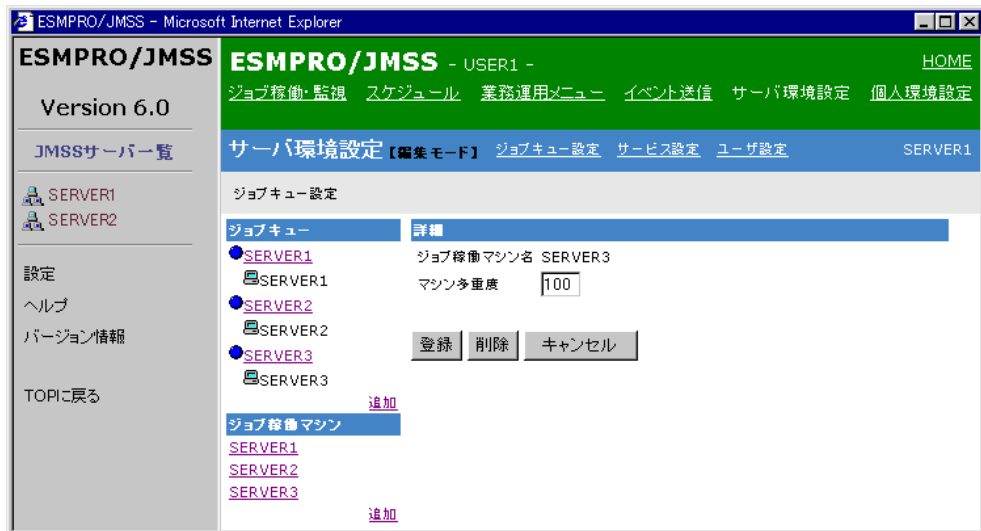 ESMPRO/JMSS - Microsoft Internet Explorer
ESMPRO/JMSS
Version 6.0
JMSSサーバ一覧
SERVER1
SERVER2
設定
ヘルプ
バージョン情報
TOPに戻る
ESMPRO/JMSS - USER1 - HOME
ジョブ稼働・監視 スケジュール 業務運用メニュー イベント送信 サーバ環境設定 個人環境設定
サーバ環境設定【編集モード】 ジョブキュー設定 サービス設定 ユーザ設定 SERVER1
ジョブキュー設定
ジョブキュー
SERVER1
SERVER1
SERVER2
SERVER2
SERVER3
SERVER3
追加
ジョブ稼働マシン
SERVER1
SERVER2
SERVER3
追加
詳細
ジョブ稼働マシン名 SERVER3
マシン多重度 100
登録 削除 キャンセル